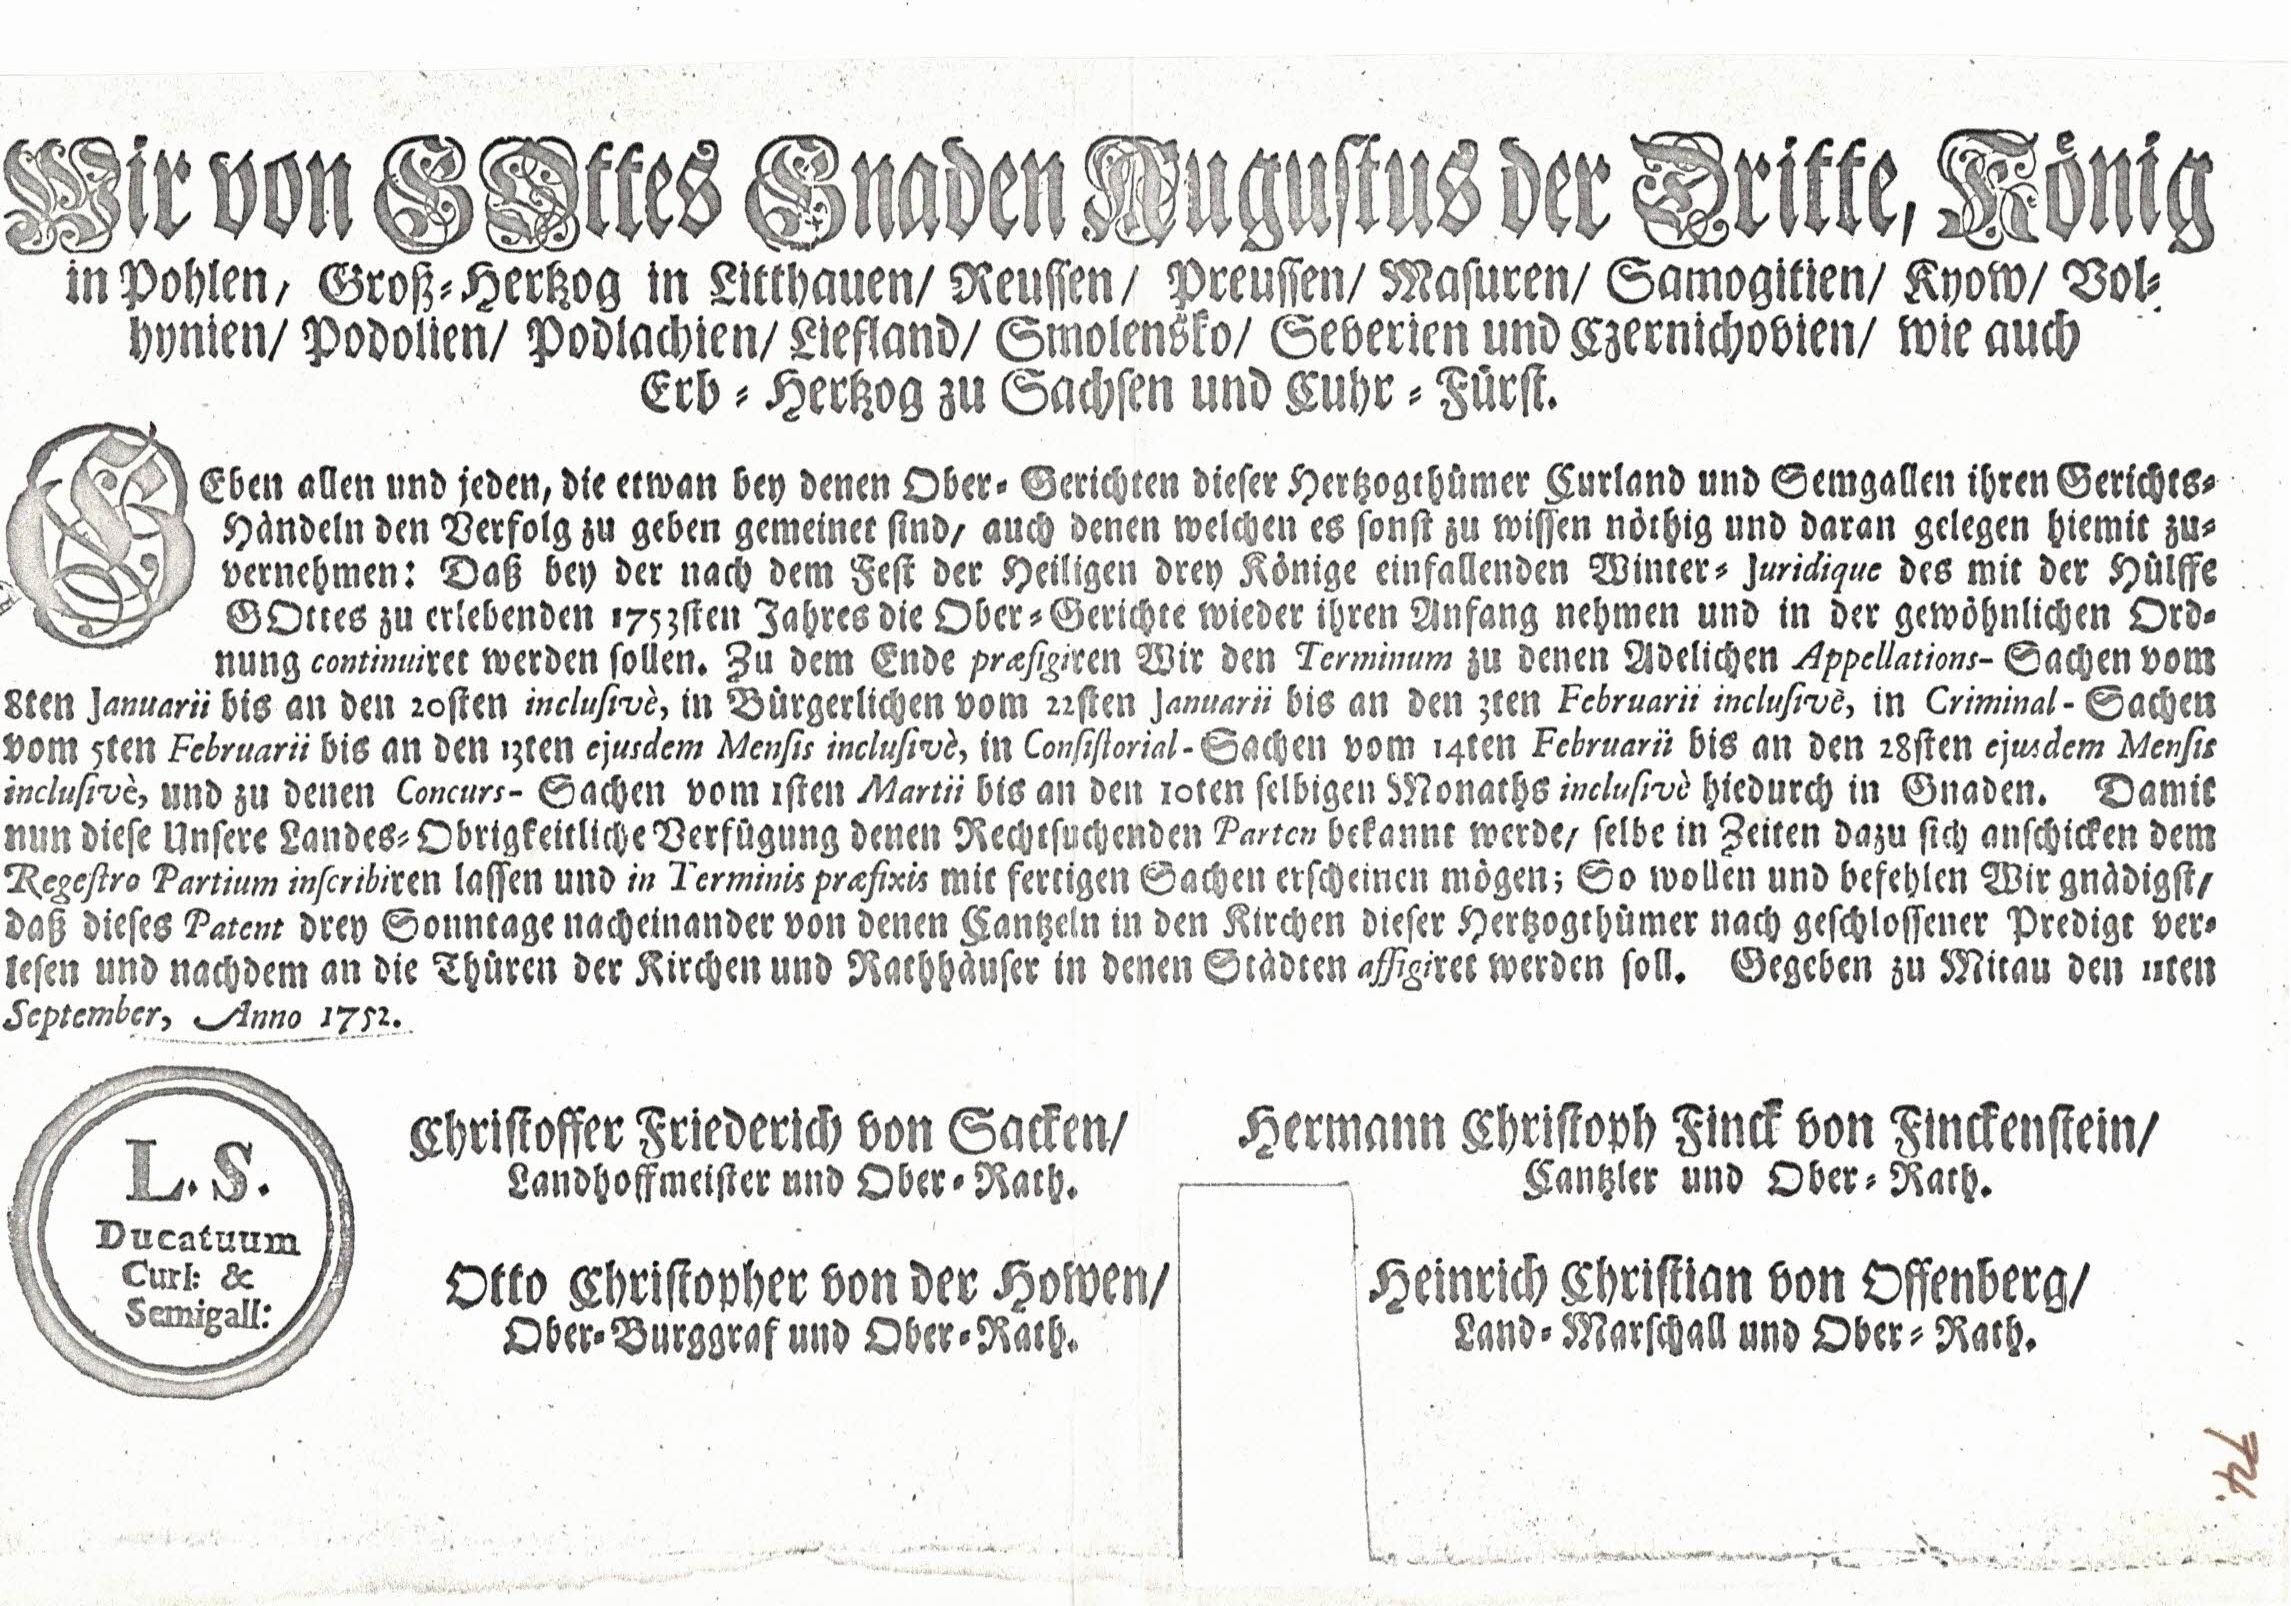 Wir von GOttes Gnaden Augustus der Dritte, König
in Pohlen, Groß-Hertzog in Litthauen/ Reussen/ Preussen/ Masuren/ Samogitien/ Kyow/ Vol-
hynien/ Podolien/ Podlachien/ Liefland/ Smolensko/ Severien und Czernichovien/ wie auch
Erb-Hertzog zu Sachsen und Cuhr-Fürst.
GEben allen und jeden, die etwan bey denen Ober-Gerichten dieser Hertzogthümer Curland und Semgallen ihren Gerichts-
Händeln den Verfolg zu geben gemeinet sind, auch denen welchen es sonst zu wissen nöthig und daran gelegen hiemit zu-
vernehmen: Daß bey der nach dem Fest der Heiligen drey Könige einfallenden Winter-Juridique des mit der Hülffe
GOttes zu erlebenden 1753sten Jahres die Ober-Gerichte wieder ihren Anfang nehmen und in der gewöhnlichen Ord-
nung continuiret werden sollen. Zu dem Ende præfigiren Wir den Terminum zu denen Adelichen Appellations-Sachen vom
8ten Januarii bis an den 20sten inclusivè, in Bürgerlichen vom 22sten Januarii bis an den 3ten Februarii inclusivè, in Criminal-Sachen
vom 5ten Februarii bis an den 13ten ejusdem Mensis inclusivè, in Consistorial-Sachen vom 14ten Februarii bis an den 28sten ejusdem Mensis
inclusivè, und zu denen Concurs-Sachen vom 1sten Martii bis an den 10ten selbigen Monaths inclusivè hiedurch in Gnaden. Damit
nun diese Unsere Landes-Obrigkeitliche Verfügung denen Rechtsuchenden Parten bekannt werde, selbe in Zeiten dazu sich anschicken dem
Regestro Partium inscribiren lassen und in Terminis præfixis mit fertigen Sachen erscheinen mögen; So wollen und befehlen Wir gnädigst,
daß dieses Patent drey Sonntage nacheinander von denen Cantzeln in den Kirchen dieser Hertzogthümer nach geschlossener Predigt ver-
lesen und nachdem an die Thüren der Kirchen und Rathhäuser in denen Städten affigiret werden soll. Gegeben zu Mitau den 11ten
September, Anno 1752.
L. S.
Ducatuum
Curl: &
Semigall:
Christoffer Friederich von Sacken/
Landhoffmeister und Ober-Rath.
Hermann Christoph Finck von Finckenstein/
Cantzler und Ober-Rath.
Otto Christopher von der Howen/
Ober-Burggraf und Ober-Rath.
Heinrich Christian von Offenberg/
Land-Marschall und Ober-Rath.
74.